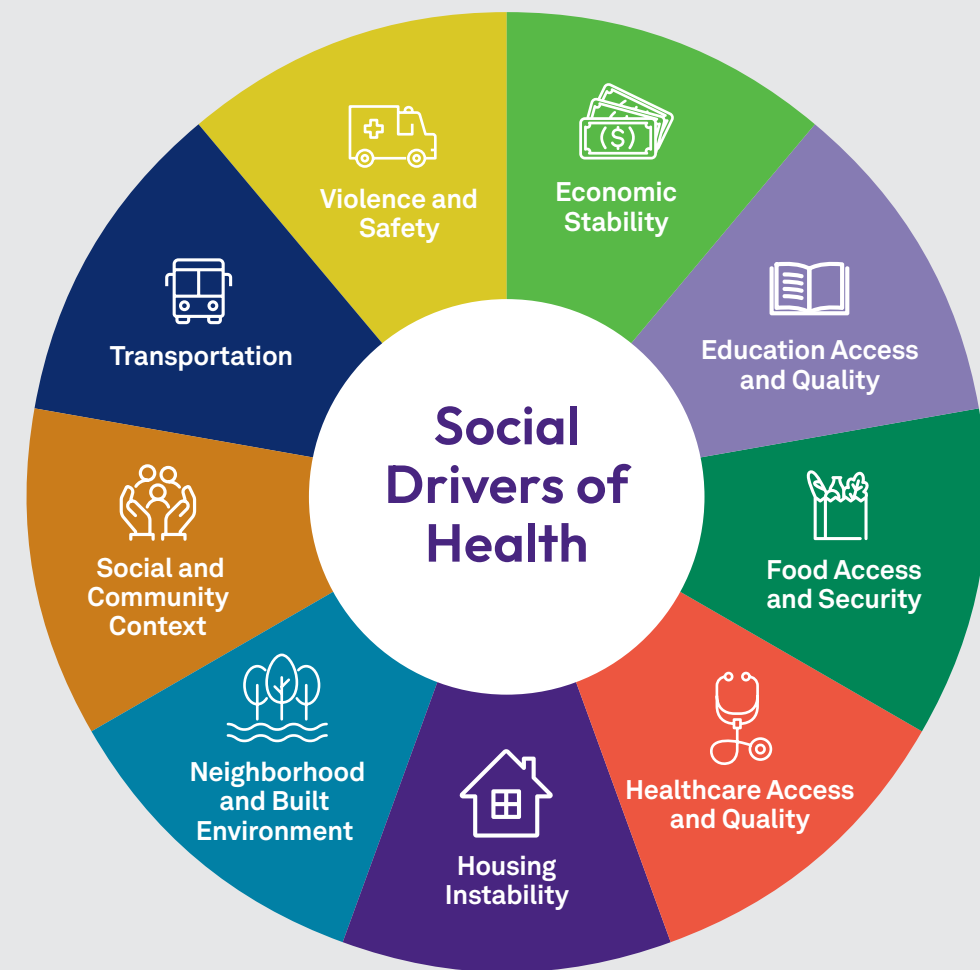 Social
Drivers of
Health
Economic
Stability
($)
Education Access
and Quality
Food Access
and Security
Healthcare Access
and Quality
Housing
Instability
Neighborhood
and Built
Environment
Social and
Community
Context
Transportation
Violence and
Safety